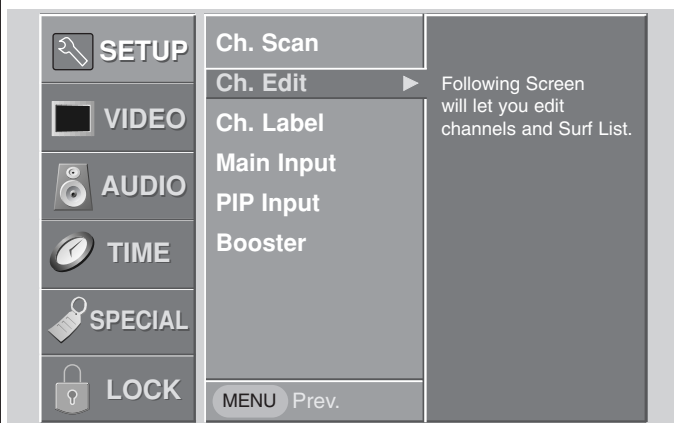 SETUP
VIDEO
AUDIO
TIME
SPECIAL
LOCK
Ch. Scan
Ch. Edit
Ch. Label
Main Input
PIP Input
Booster
MENU Prev.
Following Screen
will let you edit
channels and Surf List.